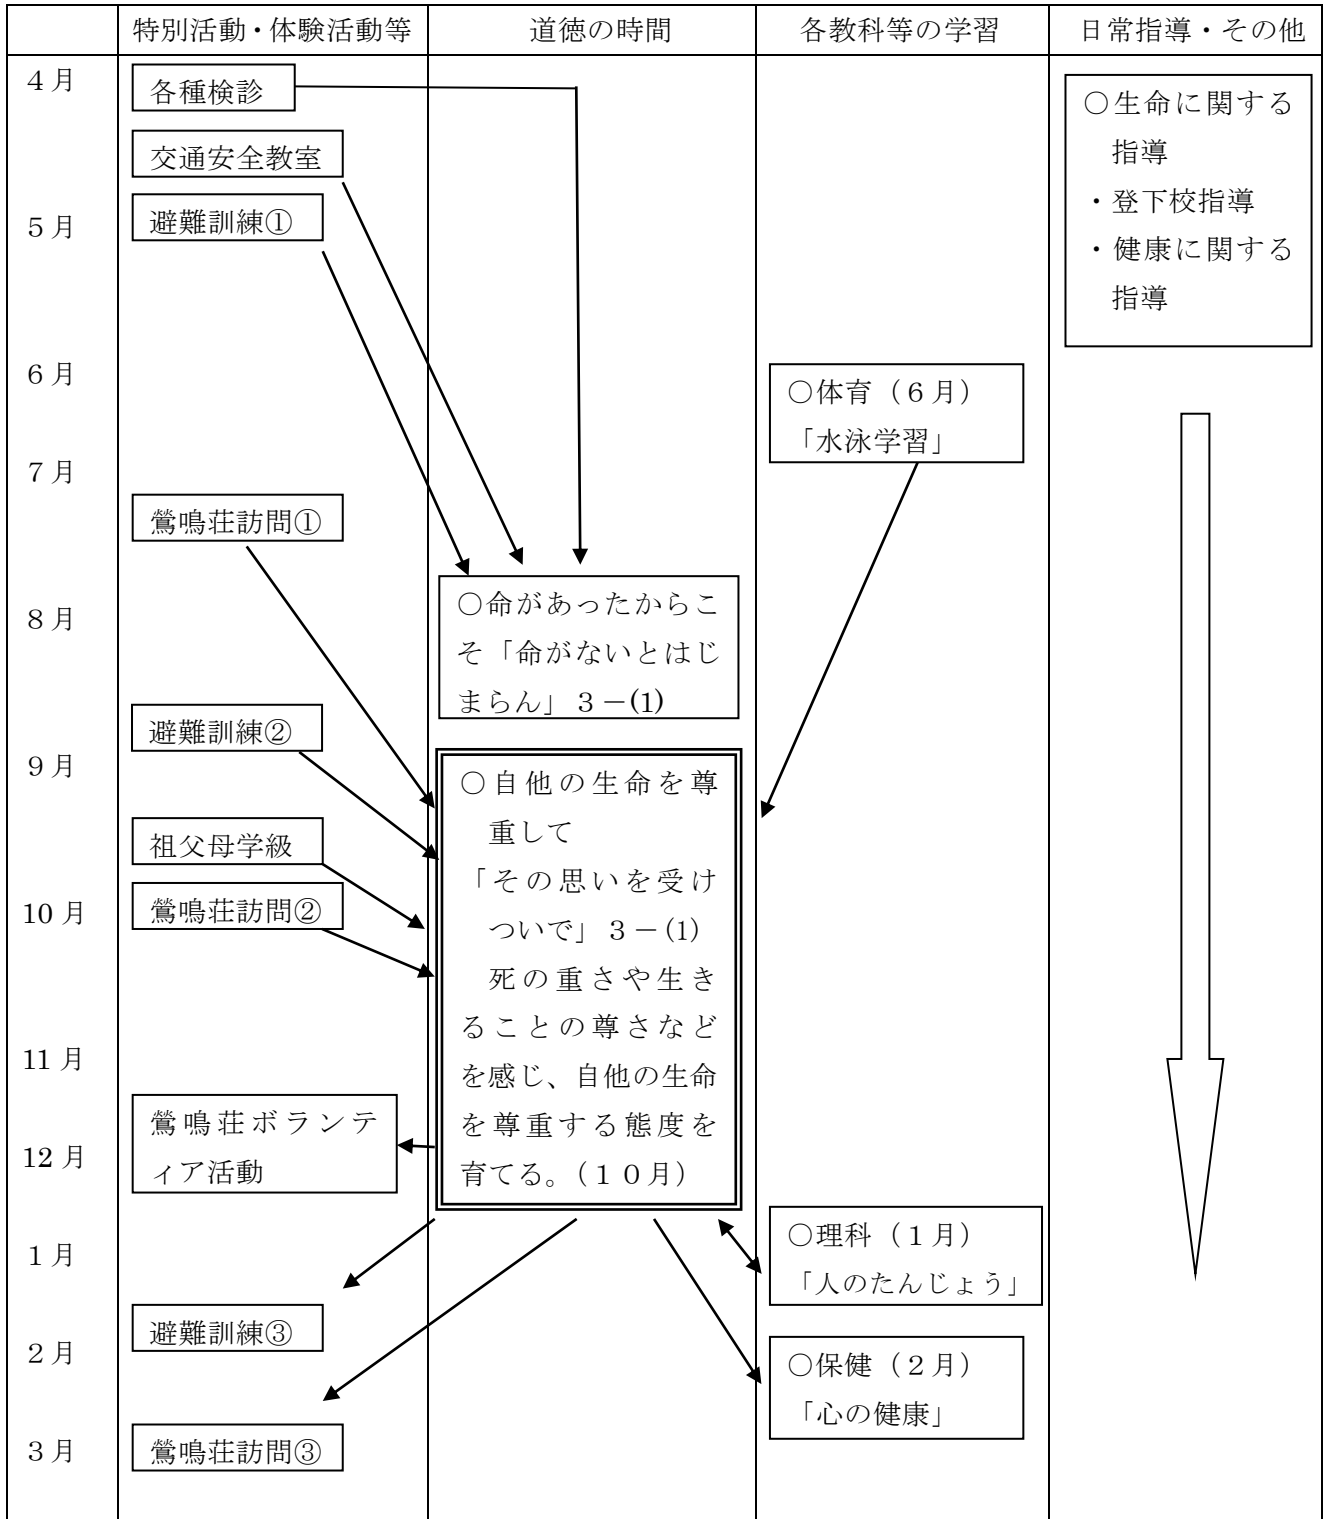 特別活動・体験活動等
道徳の時間
各教科等の学習
日常指導・その他
4月
5月
6月
7月
8月
9月
10月
11月
12月
1月
2月
3月
各種検診
交通安全教室
避難訓練①
鶯鳴荘訪問①
避難訓練②
祖父母学級
鶯鳴荘訪問②
鶯鳴荘ボランテ
ィア活動
避難訓練③
鶯鳴荘訪問③
○命があったからこ
そ「命がないとはじ
まらん」3－(1)
○自他の生命を尊
重して
「その思いを受け
ついで」3－(1)
死の重さや生き
ることの尊さなど
を感じ、自他の生命
を尊重する態度を
育てる。(10月)
○体育（6月）
「水泳学習」
○理科（1月）
「人のたんじょう」
○保健（2月）
「心の健康」
○生命に関する
指導
・登下校指導
・健康に関する
指導